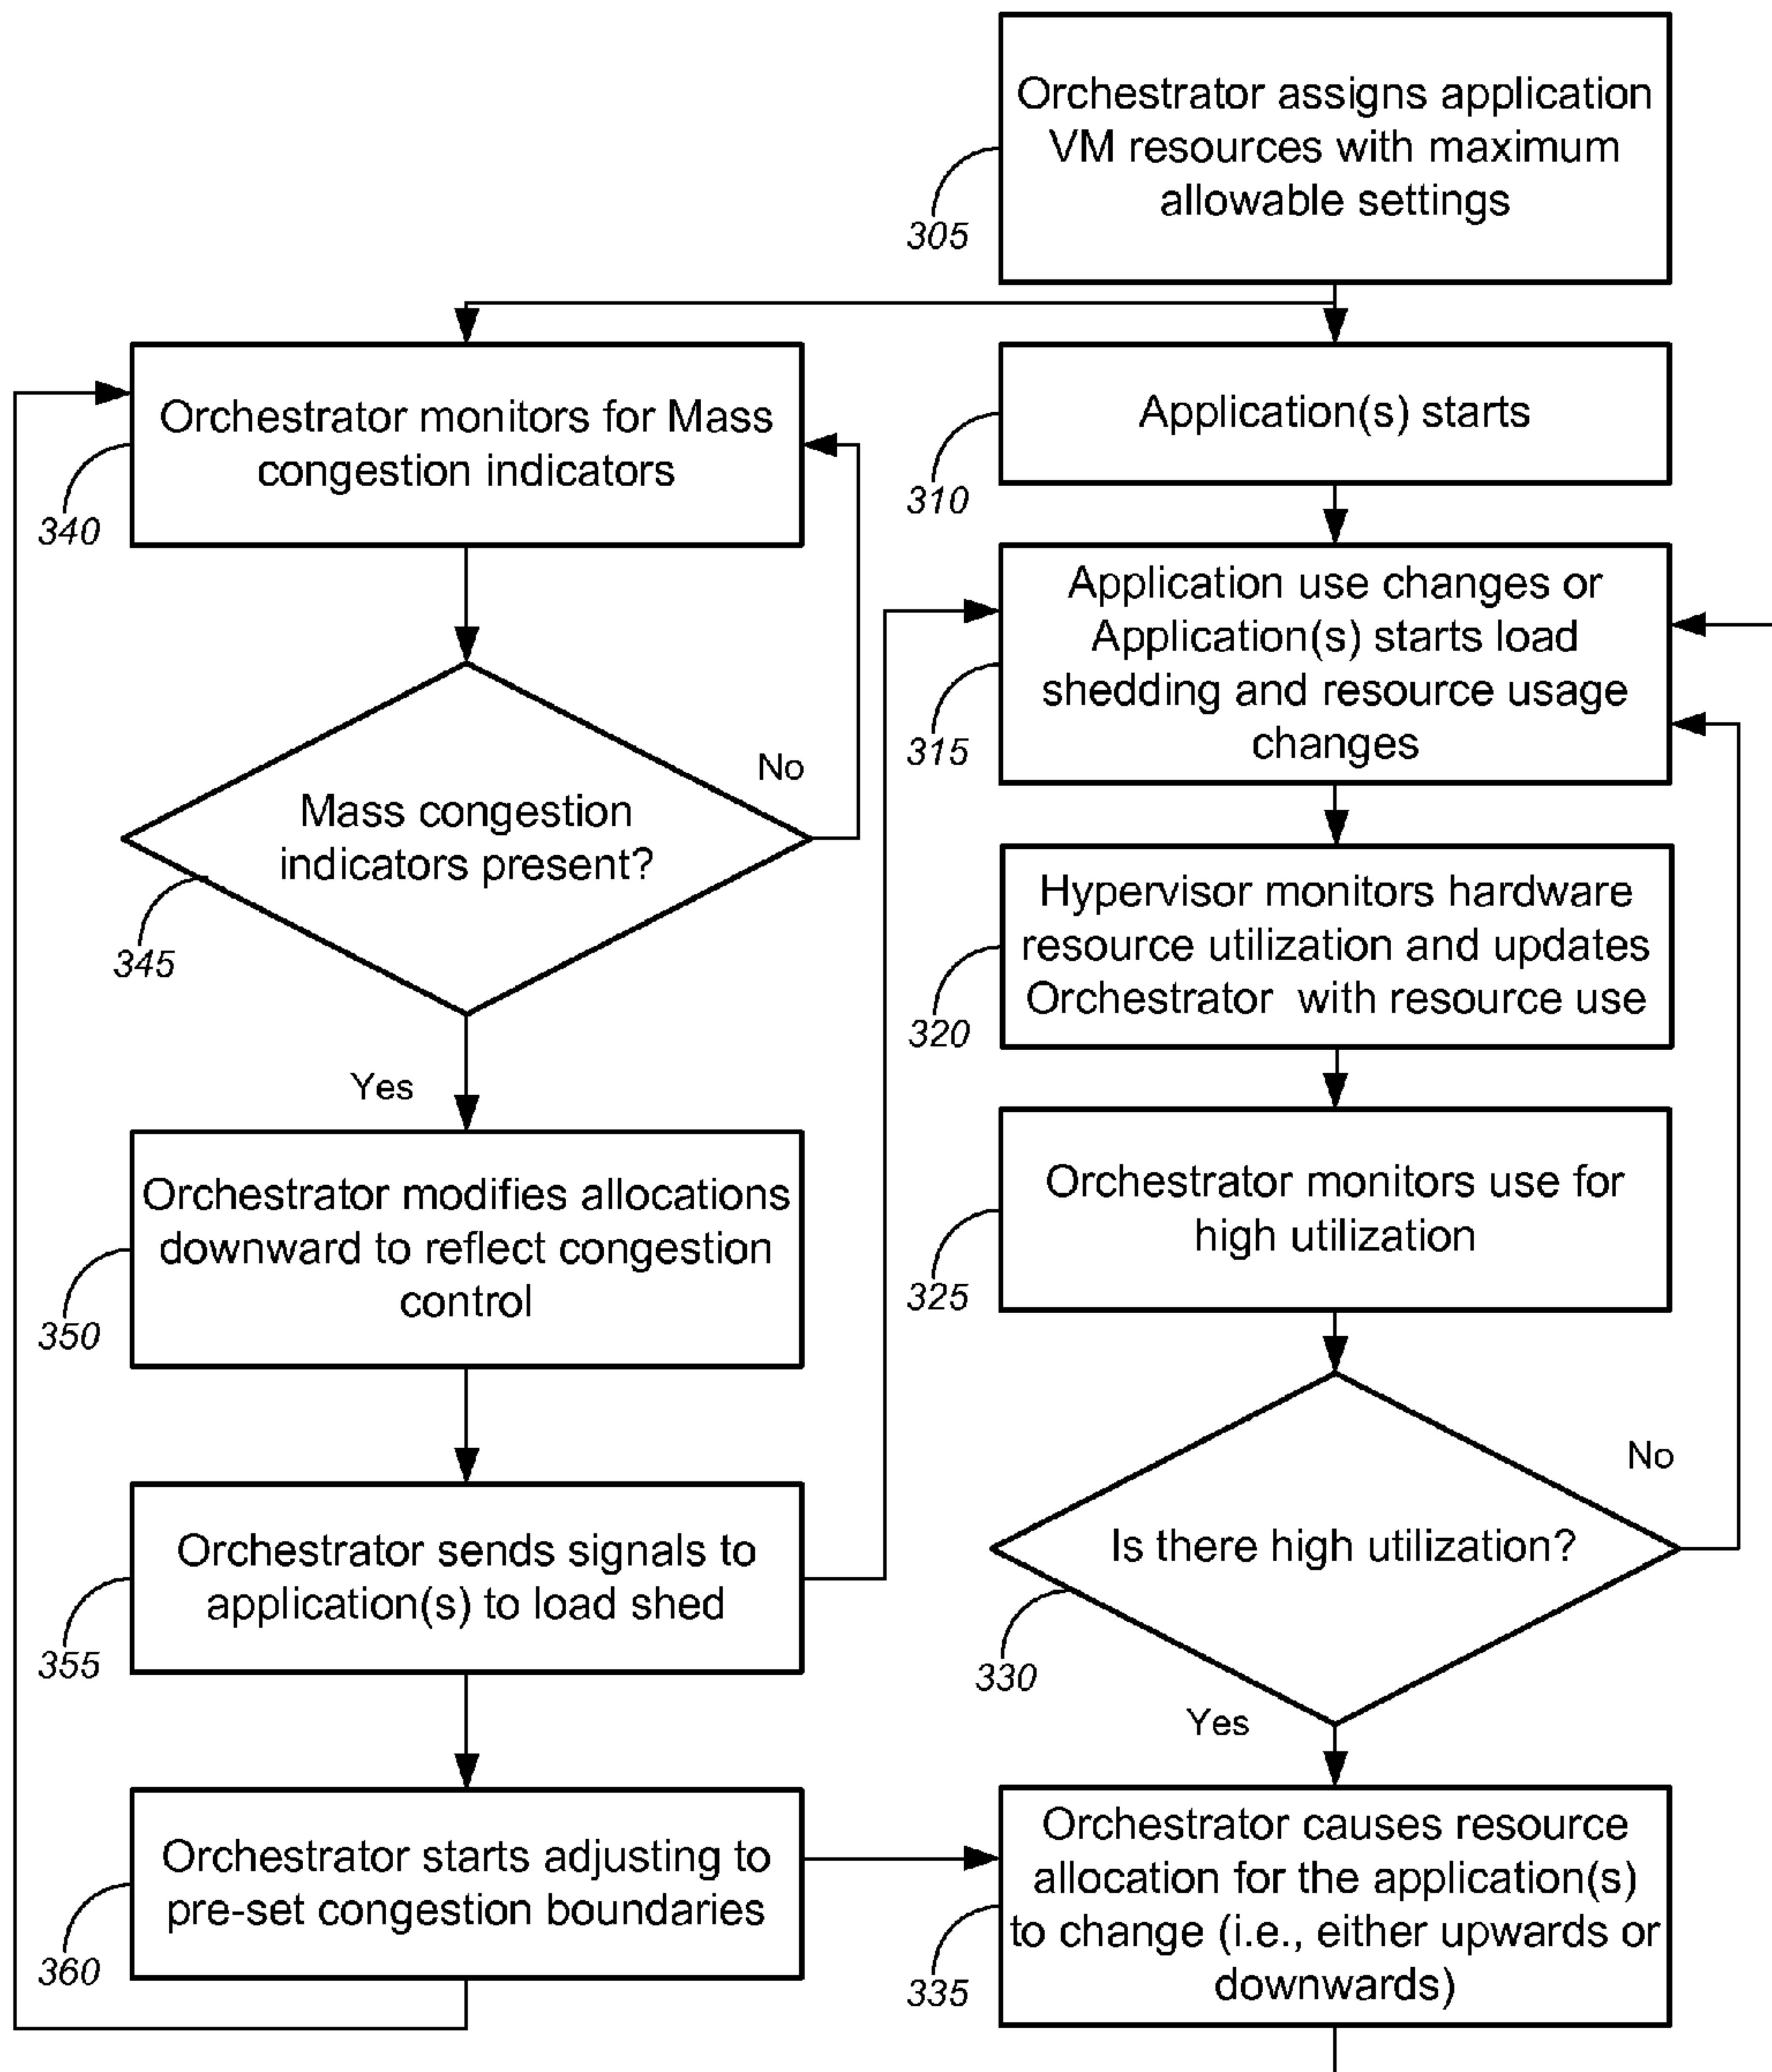 Orchestrator assigns application
VM resources with maximum
allowable settings
305
Orchestrator monitors for Mass
congestion indicators
340
Application(s) starts
310
Application use changes or
Application(s) starts load
shedding and resource usage
changes
315
No
Mass congestion
indicators present?
345
Hypervisor monitors hardware
resource utilization and updates
Orchestrator with resource use
320
Yes
Orchestrator modifies allocations
downward to reflect congestion
control
350
Orchestrator monitors use for
high utilization
325
No
Is there high utilization?
330
Orchestrator sends signals to
application(s) to load shed
355
Yes
Orchestrator starts adjusting to
pre-set congestion boundaries
360
Orchestrator causes resource
allocation for the application(s)
to change (i.e., either upwards or
downwards)
335